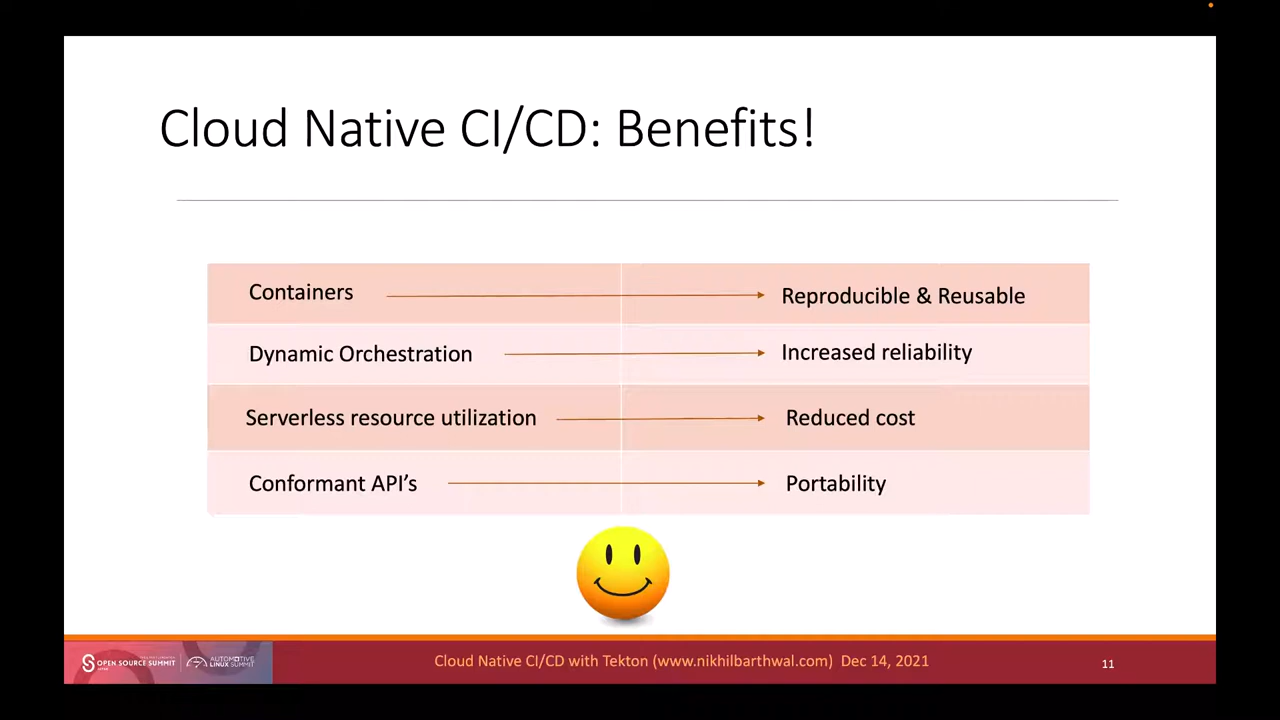 Cloud Native CI/CD: Benefits!
Containers
Reproducible & Reusable
Dynamic Orchestration
Increased reliability
Serverless resource utilization
Reduced cost
Conformant API’s
Portability
OPEN SOURCE SUMMIT
AUTOMOTIVE
LINUX SUMMIT
Cloud Native CI/CD with Tekton (www.nikhilbarthwal.com) Dec 14, 2021
11